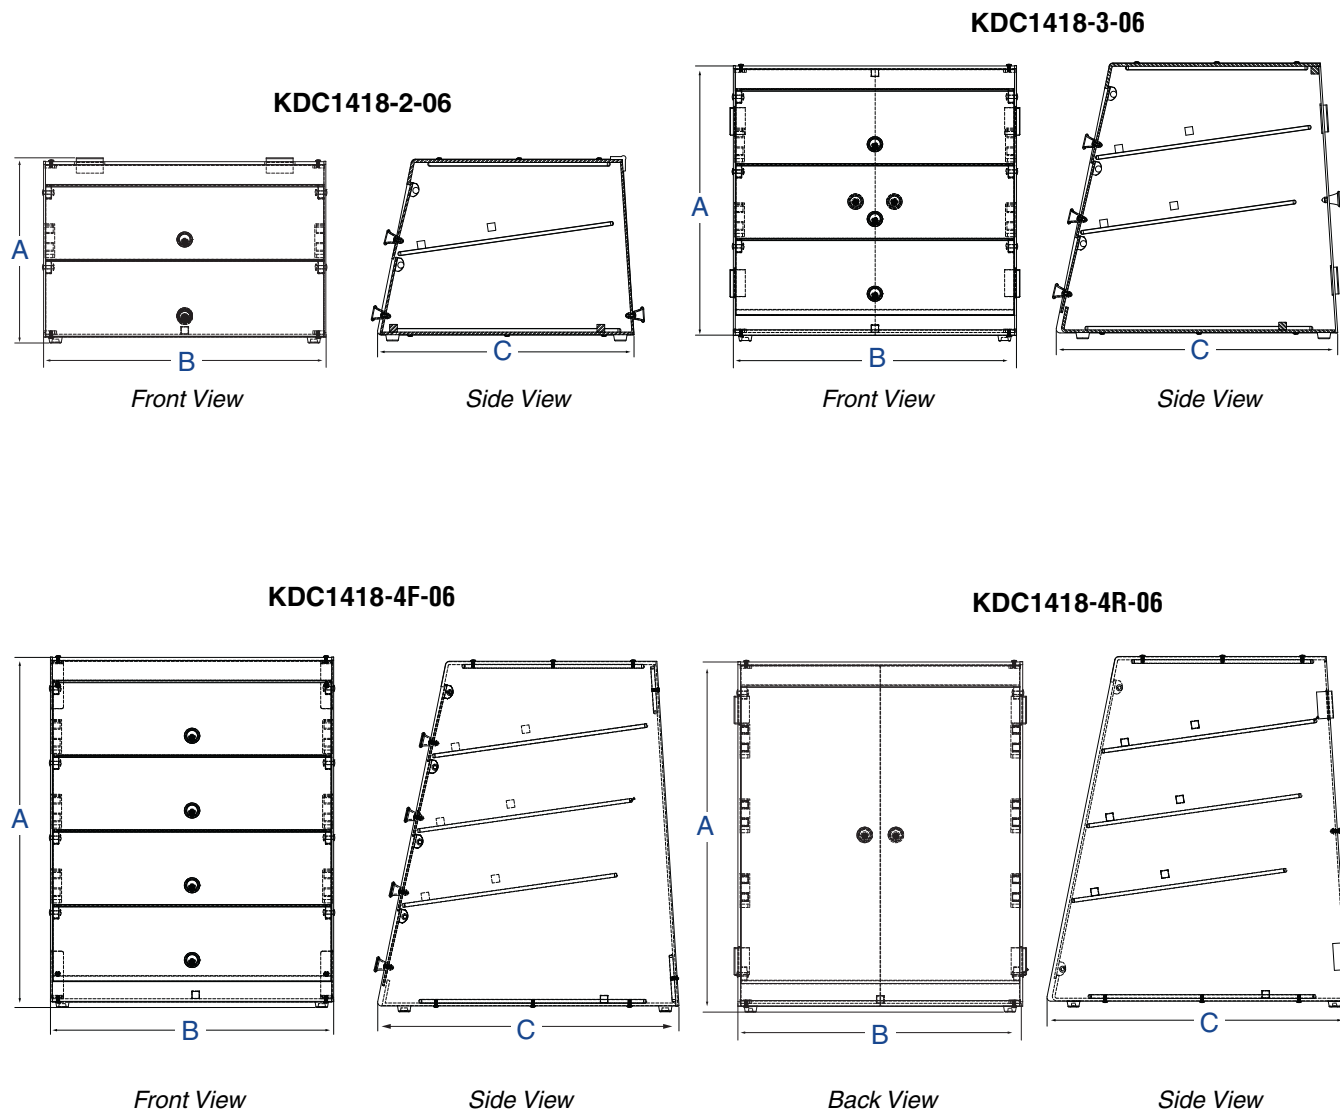 KDC1418-3-06
KDC1418-2-06
A
B
C
Front View
Side View
A
B
C
Front View
Side View
KDC1418-4F-06
KDC1418-4R-06
A
B
C
Front View
Side View
A
B
C
Back View
Side View